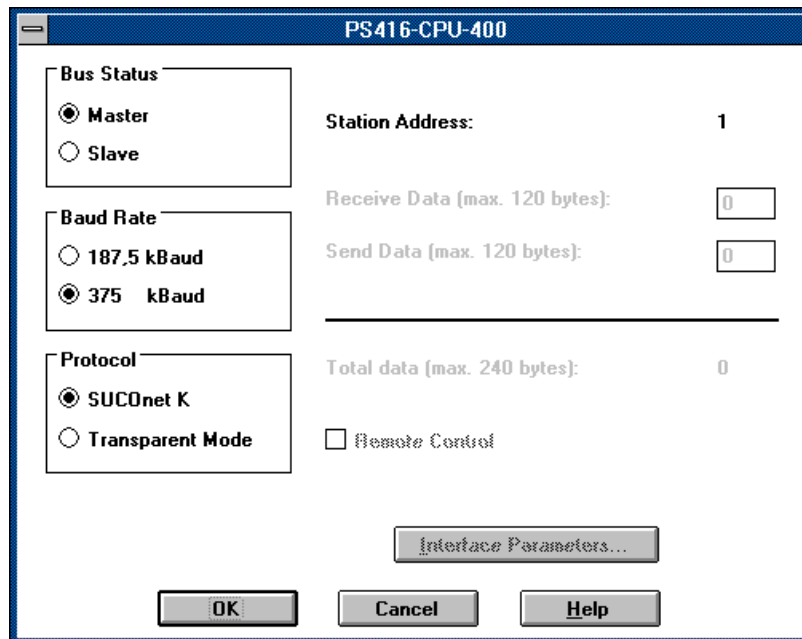 PS416-CPU-400
Bus Status
Master
Slave
Station Address: 1
Receive Data (max. 120 bytes): 0
Send Data (max. 120 bytes): 0
Baud Rate
187,5 kBaud
375 kBaud
Total data (max. 240 bytes): 0
Protocol
SUCOnet K
Transparent Mode
Remote Control
Interface Parameters...
OK Cancel Help